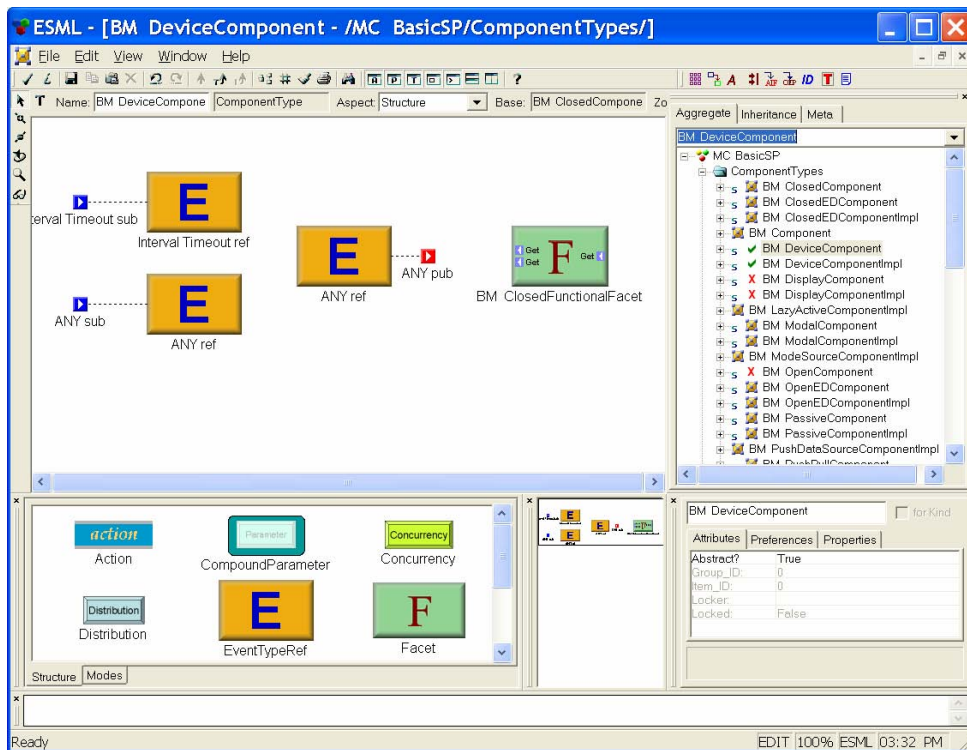 ESML - [BM DeviceComponent - /MC BasicSP/ComponentTypes/]
File Edit View Window Help
Name: BM DeviceCompone ComponentType Aspect: Structure Base: BM ClosedCompone Zo
Aggregate Inheritance Meta
BM DeviceComponent
MC BasicSP
ComponentTypes
s BM ClosedComponent
s BM ClosedEDComponent
s BM ClosedEDComponentImpl
BM Component
s BM DeviceComponent
s BM DeviceComponentImpl
s X BM DisplayComponent
s X BM DisplayComponentImpl
BM LazyActiveComponentImpl
s BM ModalComponent
s BM ModalComponentImpl
BM ModeSourceComponentImpl
s X BM OpenComponent
s BM OpenEDComponent
s BM OpenEDComponentImpl
s BM PassiveComponent
s BM PassiveComponentImpl
BM PushDataSourceComponentImpl
BM PushPullComponent
E
terval Timeout sub
Interval Timeout ref
E
ANY pub
ANY ref
Get
Get
F
Get
BM ClosedFunctionalFacet
E
ANY sub
ANY ref
action
Action
Parameter
CompoundParameter
Concurrency
Concurrency
Distribution
Distribution
E
EventTypeRef
F
Facet
Structure Modes
BM DeviceComponent for Kind
Attributes Preferences Properties
Abstract? True
Group_ID: 0
Item_ID: 0
Locker:
Locked: False
Ready
EDIT 100% ESML 03:32 PM